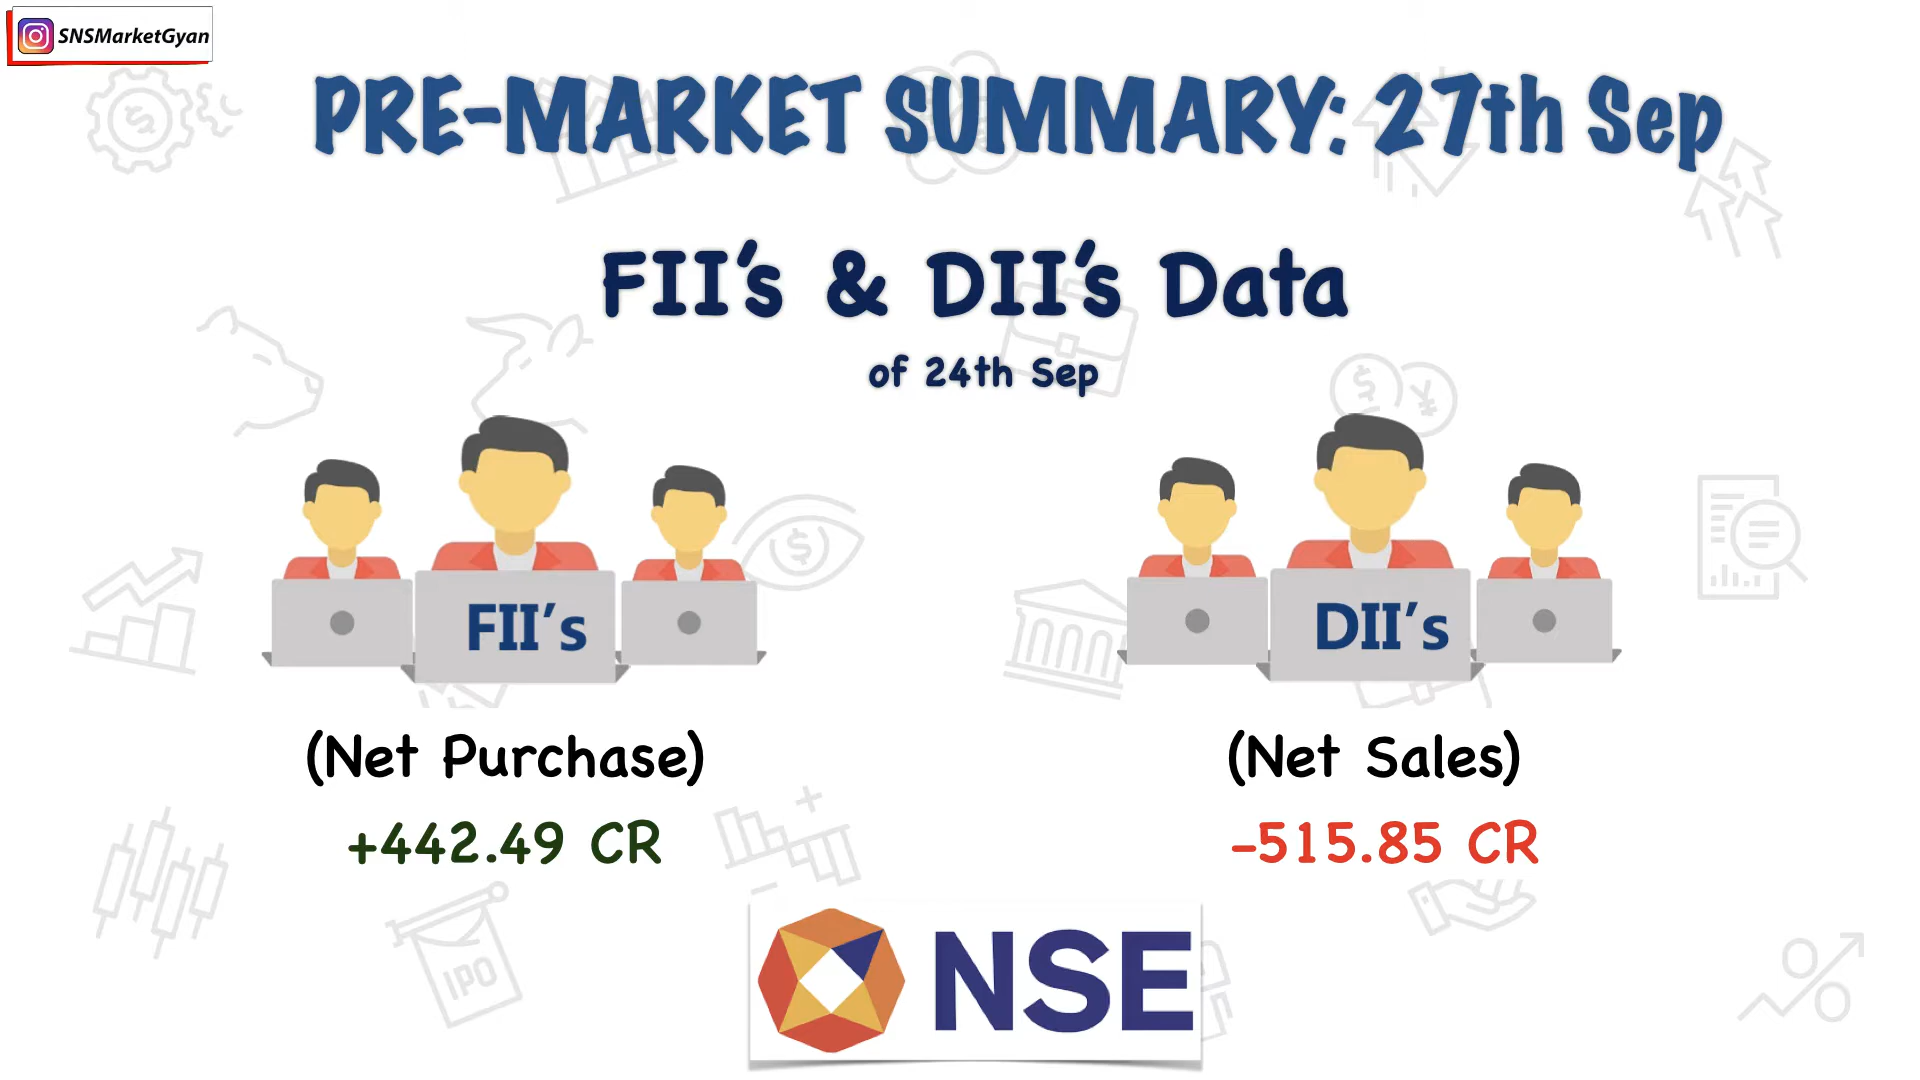 SNSMarketGyan
PRE-MARKET SUMMARY: 27th Sep
FII's & DII's Data
of 24th Sep
FII's
DII's
(Net Purchase)
(Net Sales)
+442.49 CR
-515.85 CR
IPO
NSE